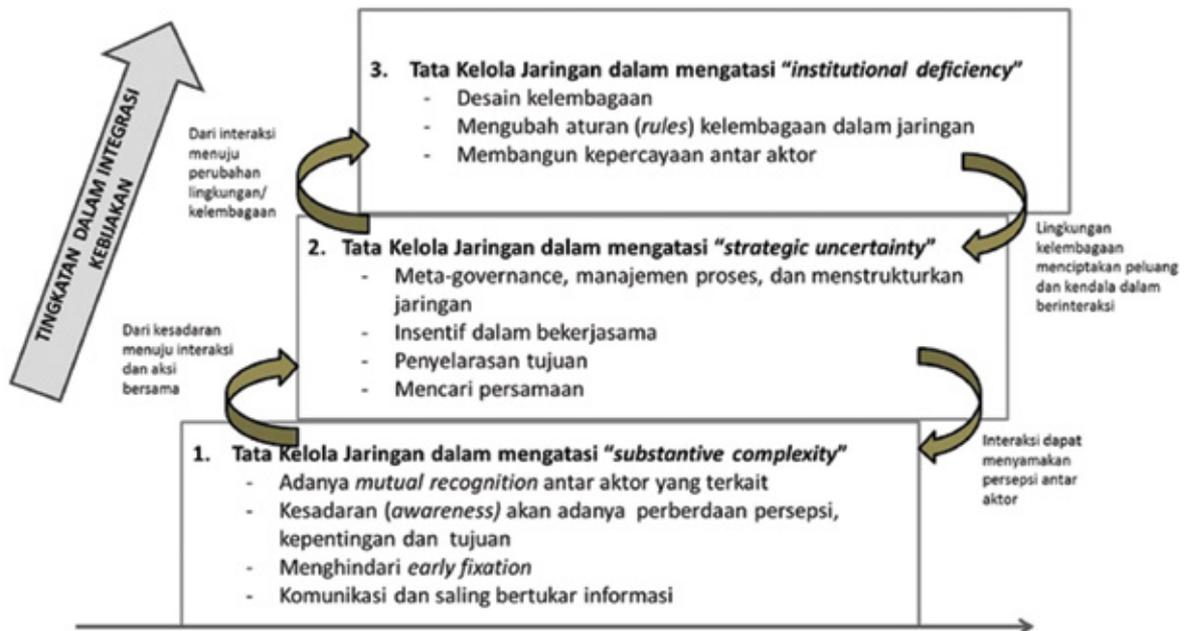 TINGKATAN DALAM INTEGRASI
KEBIJAKAN
3. Tata Kelola Jaringan dalam mengatasi “institutional deficiency”
- Desain kelembagaan
- Mengubah aturan (rules) kelembagaan dalam jaringan
- Membangun kepercayaan antar aktor
Dari interaksi
menuju
perubahan
lingkungan/
kelembagaan
Lingkungan
kelembagaan
menciptakan peluang
dan kendala dalam
berinteraksi
2. Tata Kelola Jaringan dalam mengatasi “strategic uncertainty”
- Meta-governance, manajemen proses, dan menstrukturkan
jaringan
- Insentif dalam bekerjasama
- Penyelarasan tujuan
- Mencari persamaan
Dari kesadaran
menuju interaksi
dan aksi
bersama
Interaksi dapat
menyamakan
persepsi antar
aktor
1. Tata Kelola Jaringan dalam mengatasi “substantive complexity”
- Adanya mutual recognition antar aktor yang terkait
- Kesadaran (awareness) akan adanya perberdaan persepsi,
kepentingan dan tujuan
- Menghindari early fixation
- Komunikasi dan saling bertukar informasi